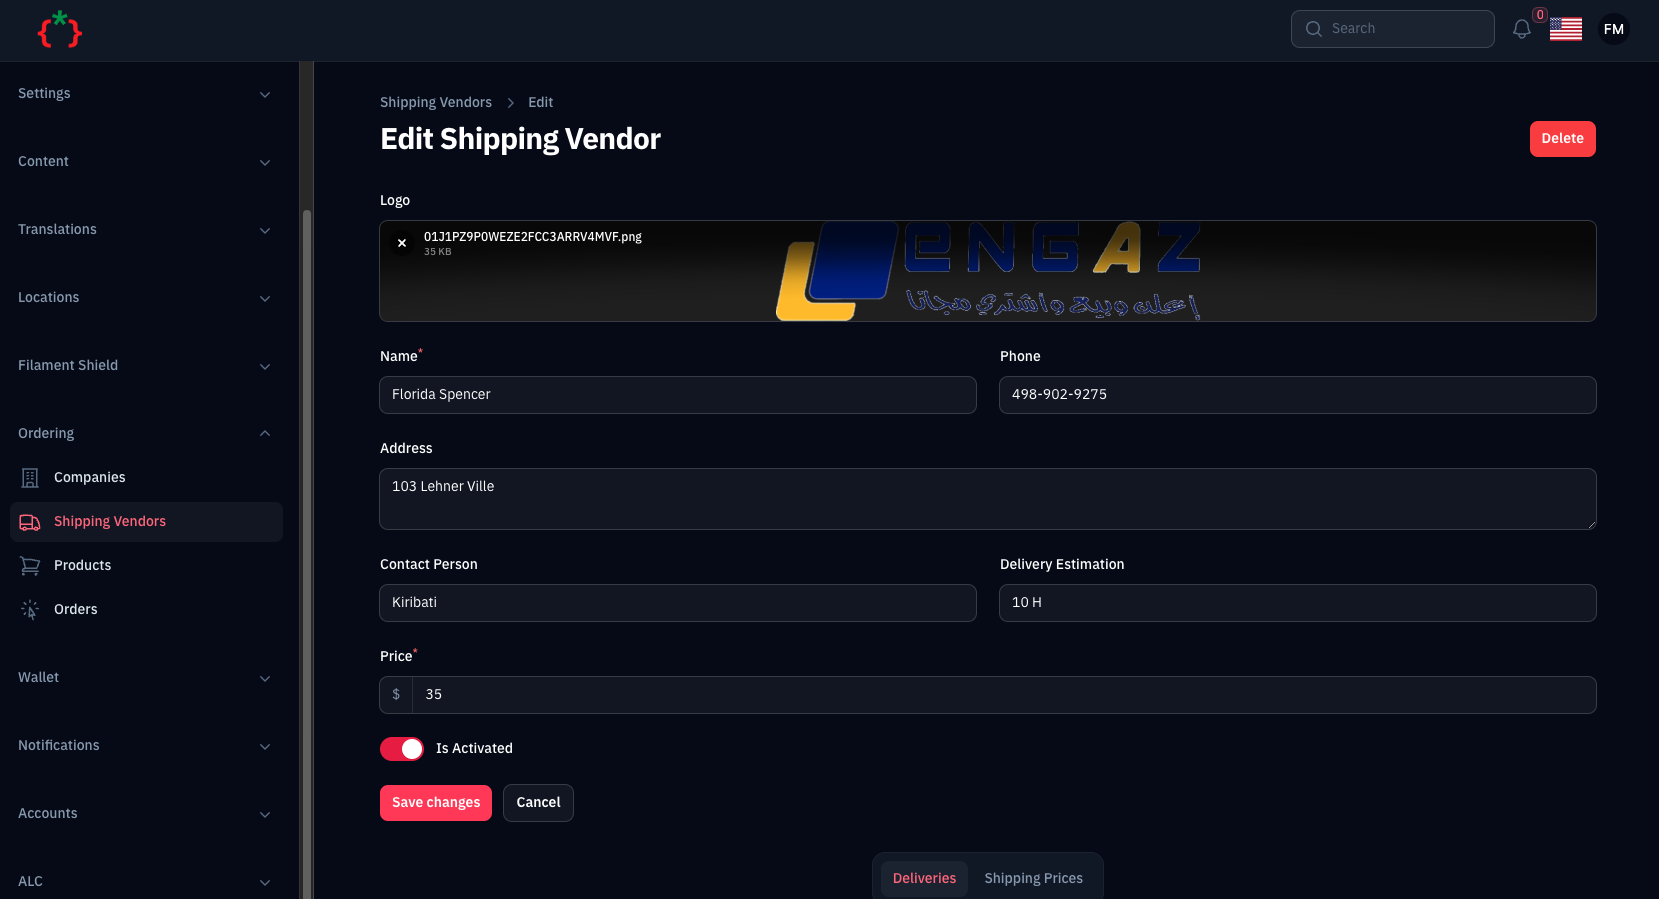 Search
0
FM
Settings
Content
Translations
Locations
Filament Shield
Ordering
Companies
Shipping Vendors
Products
Orders
Wallet
Notifications
Accounts
ALC
Shipping Vendors > Edit
Edit Shipping Vendor
Delete
Logo
01J1PZ9P0WEZE2FCC3ARRV4MVF.png
35 KB
ENGAZ
إعلن وبيع واشتري مجانا
Name*
Florida Spencer
Phone
498-902-9275
Address
103 Lehner Ville
Contact Person
Kiribati
Delivery Estimation
10 H
Price*
$ 35
Is Activated
Save changes
Cancel
Deliveries
Shipping Prices